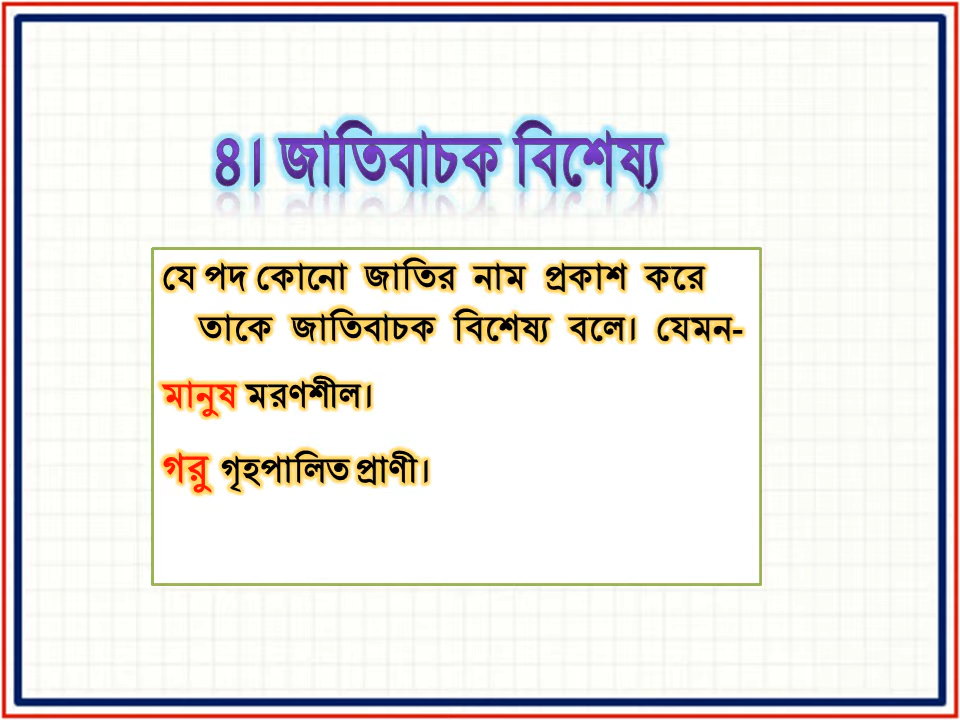 ৪। জাতিবাচক বিশেষ্য
যে পদ কোনো জাতির নাম প্রকাশ করে
তাকে জাতিবাচক বিশেষ্য বলে। যেমন-
মানুষ মরণশীল।
গরু গৃহপালিত প্রাণী।